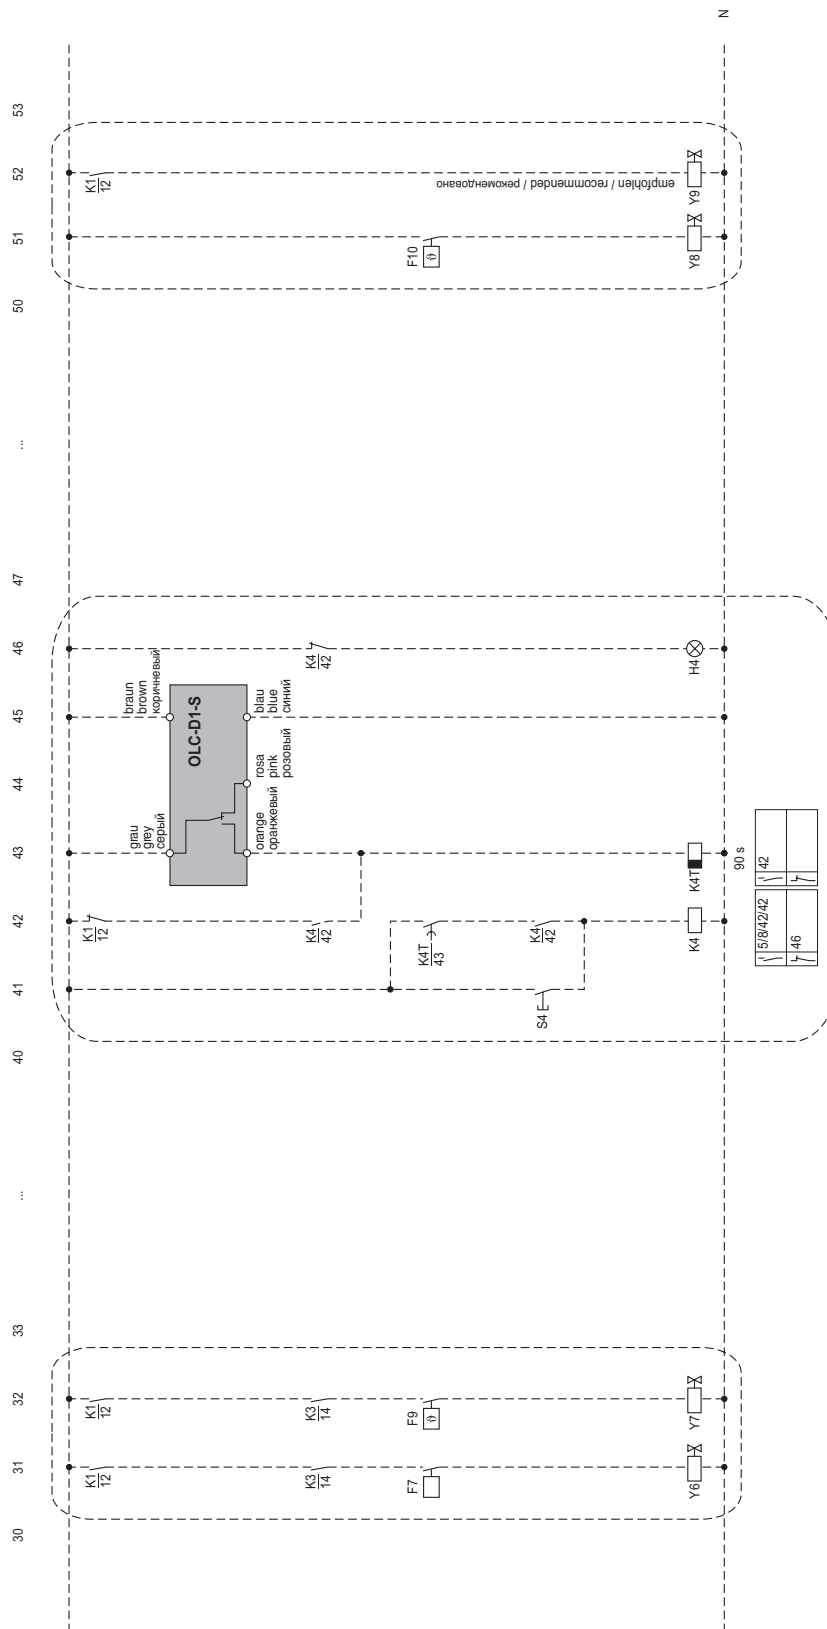 N
53
52
51
50
...
47
46
45
44
43
42
41
40
...
33
32
31
30
K1
12
empfohlen / recommended / рекомендовано
Y9
F10
ϑ
Y8
K4
42
H4
braun
brown
коричневый
blau
blue
синий
OLC-D1-S
rosa
pink
розовый
grau
grey
серый
orange
оранжевый
K4T
90 s
K1
12
K4
42
K4T
43
K4
42
K4
S4
42
5/8/42/42
46
K1
12
K3
14
F9
ϑ
Y7
K1
12
K3
14
F7
Y6